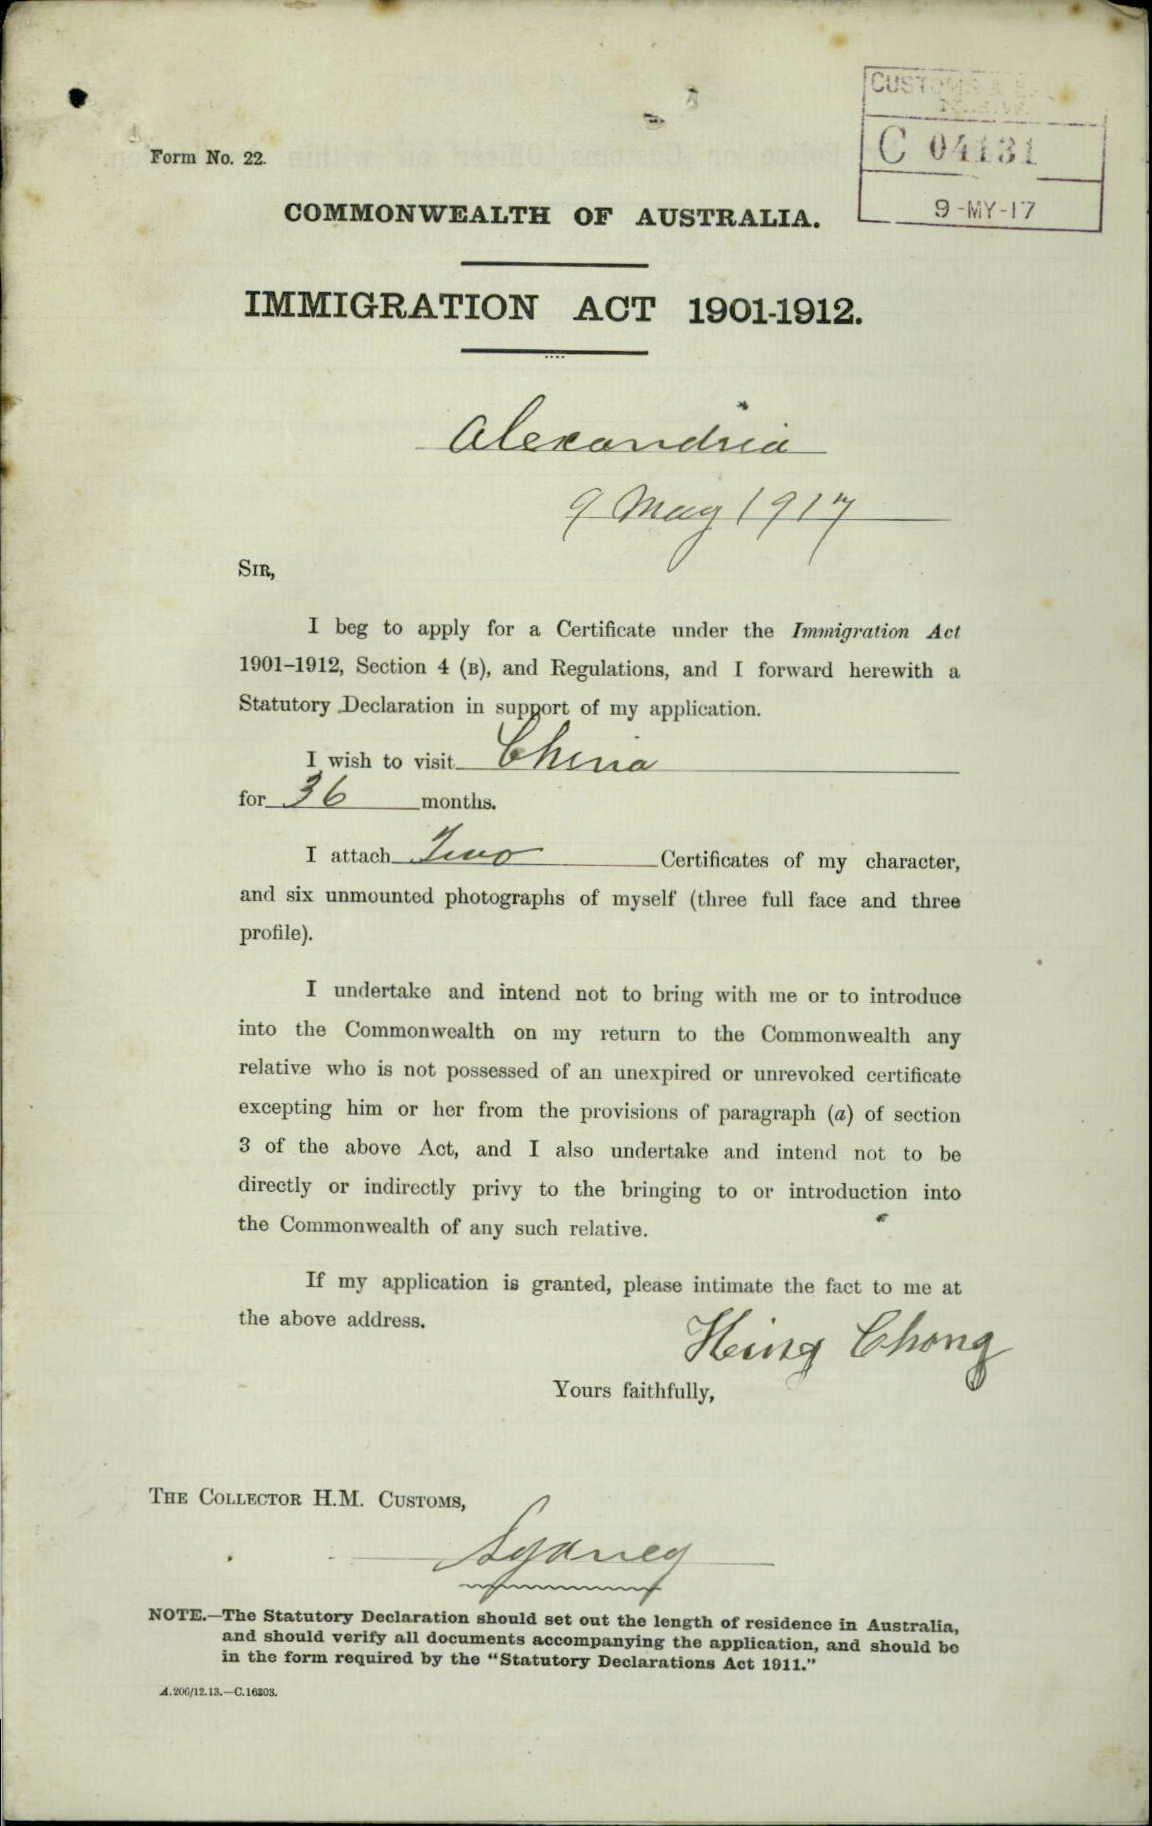 CUSTOMS
C 04131
9-MY-17
Form No. 22.
COMMONWEALTH OF AUSTRALIA.
IMMIGRATION ACT 1901-1912.
Alexandria
9 May 1917
SIR,
I beg to apply for a Certificate under the Immigration Act
1901–1912, Section 4 (B), and Regulations, and I forward herewith a
Statutory Declaration in support of my application.
I wish to visit China
for 36 months.
I attach Two Certificates of my character,
and six unmounted photographs of myself (three full face and three
profile).
I undertake and intend not to bring with me or to introduce
into the Commonwealth on my return to the Commonwealth any
relative who is not possessed of an unexpired or unrevoked certificate
excepting him or her from the provisions of paragraph (a) of section
3 of the above Act, and I also undertake and intend not to be
directly or indirectly privy to the bringing to or introduction into
the Commonwealth of any such relative.
If my application is granted, please intimate the fact to me at
the above address.
Hing Chong
Yours faithfully,
THE COLLECTOR H.M. CUSTOMS,
Sydney
NOTE.—The Statutory Declaration should set out the length of residence in Australia,
and should verify all documents accompanying the application, and should be
in the form required by the "Statutory Declarations Act 1911."
A.206/12.13.—C.16303.